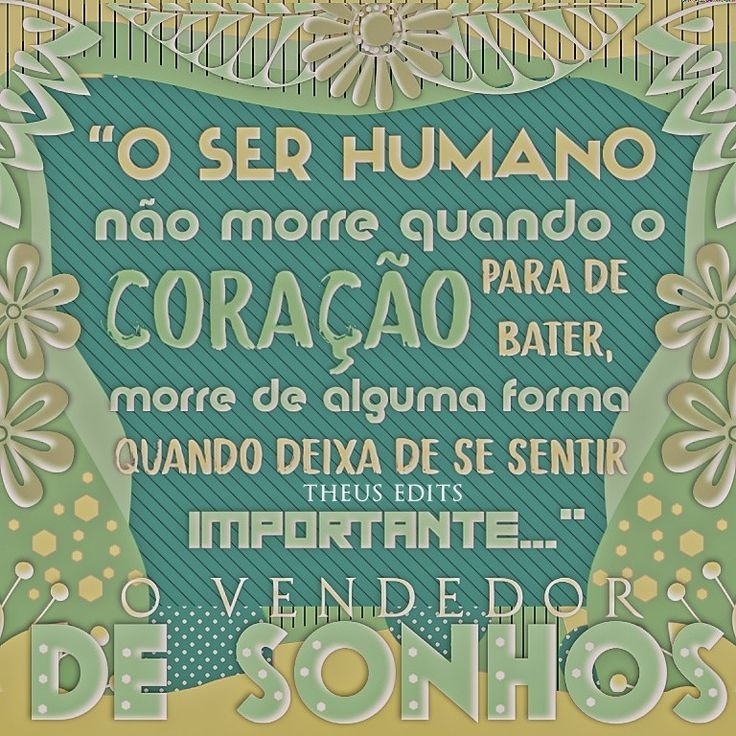 “O SER HUMANO
não morre quando o
CORAÇÃO PARA DE
BATER,
morre de alguma forma
QUANDO DEIXA DE SE SENTIR
THEUS EDITS
IMPORTANTE..."
O VENDEDOR
DE SONHOS